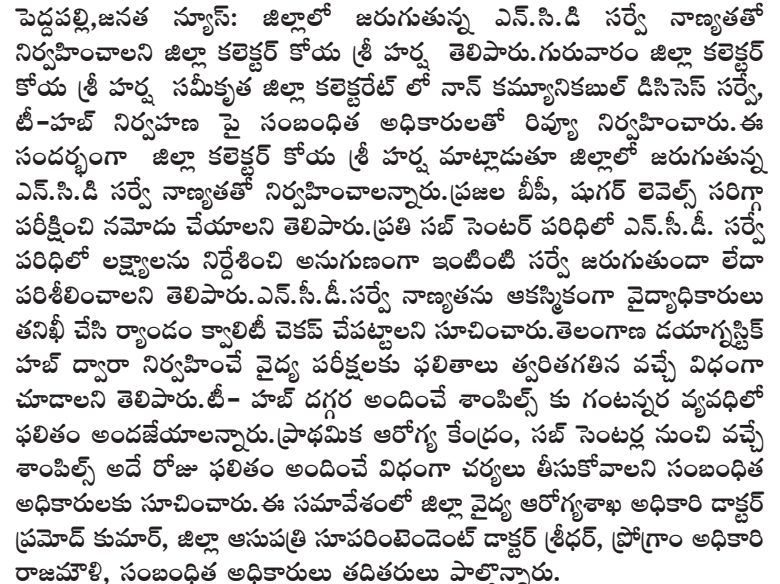 పెద్దపల్లి,జనత న్యూస్: జిల్లాలో జరుగుతున్న ఎన్.సి.డి సర్వే నాణ్యతతో
నిర్వహించాలని జిల్లా కలెక్టర్ కోయ శ్రీ హర్ష తెలిపారు.గురువారం జిల్లా కలెక్టర్
కోయ శ్రీ హర్ష సమీకృత జిల్లా కలెక్టరేట్ లో నాన్ కమ్యూనికబుల్ డిసిసెస్ సర్వే,
టీ-హబ్ నిర్వహణ పై సంబంధిత అధికారులతో రివ్యూ నిర్వహించారు.ఈ
సందర్భంగా జిల్లా కలెక్టర్ కోయ శ్రీ హర్ష మాట్లాడుతూ జిల్లాలో జరుగుతున్న
ఎన్.సి.డి సర్వే నాణ్యతతో నిర్వహించాలన్నారు.ప్రజల బీపీ, షుగర్ లెవెల్స్ సరిగ్గా
పరీక్షించి నమోదు చేయాలని తెలిపారు.ప్రతి సబ్ సెంటర్ పరిధిలో ఎన్.సీ.డీ. సర్వే
పరిధిలో లక్ష్యాలను నిర్దేశించి అనుగుణంగా ఇంటింటి సర్వే జరుగుతుందా లేదా
పరిశీలించాలని తెలిపారు.ఎన్.సీ.డీ.సర్వే నాణ్యతను ఆకస్మికంగా వైద్యాధికారులు
తనిఖీ చేసి ర్యాండం క్వాలిటీ చెకప్ చేపట్టాలని సూచించారు.తెలంగాణ డయాగ్నస్టిక్
హబ్ ద్వారా నిర్వహించే వైద్య పరీక్షలకు ఫలితాలు త్వరితగతిన వచ్చే విధంగా
చూడాలని తెలిపారు.టీ- హబ్ దగ్గర అందించే శాంపిల్స్ కు గంటన్నర వ్యవధిలో
ఫలితం అందజేయాలన్నారు.ప్రాథమిక ఆరోగ్య కేంద్రం, సబ్ సెంటర్ల నుంచి వచ్చే
శాంపిల్స్ అదే రోజు ఫలితం అందించే విధంగా చర్యలు తీసుకోవాలని సంబంధిత
అధికారులకు సూచించారు.ఈ సమావేశంలో జిల్లా వైద్య ఆరోగ్యశాఖ అధికారి డాక్టర్
ప్రమోద్ కుమార్, జిల్లా ఆసుపత్రి సూపరింటెండెంట్ డాక్టర్ శ్రీధర్, ప్రోగ్రాం అధికారి
రాజమౌళి, సంబంధిత అధికారులు తదితరులు పాల్గొన్నారు.